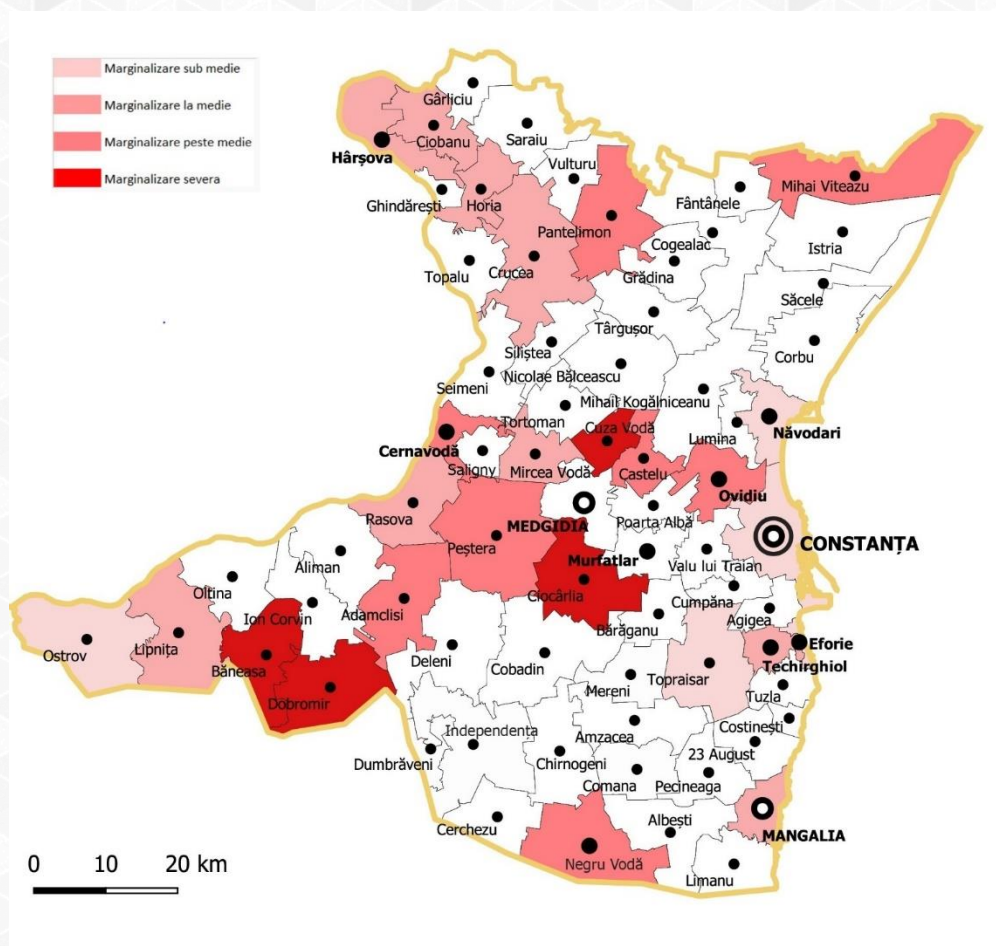 Marginalizare sub medie
Marginalizare la medie
Marginalizare peste medie
Marginalizare severa
Gârliciu
Ciobanu
Saraiu
Hârșova
Vulturu
Mihai Viteazu
Ghindărești
Horia
Fântânele
Pantelimon
Cogealac
Istria
Topalu
Crucea
Grădina
Săcele
Târgușor
Siliștea
Corbu
Seimeni
Nicolae Bălcescu
Mihail Kogălniceanu
Tortoman
Cuza Vodă
Lumina
Năvodari
Cernavodă
Saligny
Mircea Vodă
Castelu
Ovidiu
Rasova
MEDGIDIA
Poarta Albă
CONSTANȚA
Peștera
Murfatlar
Valu lui Traian
Aliman
Oltina
Ciocârlia
Cumpăna
Adamclisi
Ion Corvin
Bărăganu
Agigea
Ostrov
Lipnița
Eforie
Băneasa
Deleni
Cobadin
Techirghiol
Mereni
Topraisar
Dobromir
Tuzla
Independența
Amzacea
Costinești
Dumbrăveni
Chirnogeni
23 August
Comana
Pecineaga
Cerchezu
Albești
MANGALIA
Negru Vodă
Limanu
0 10 20 km